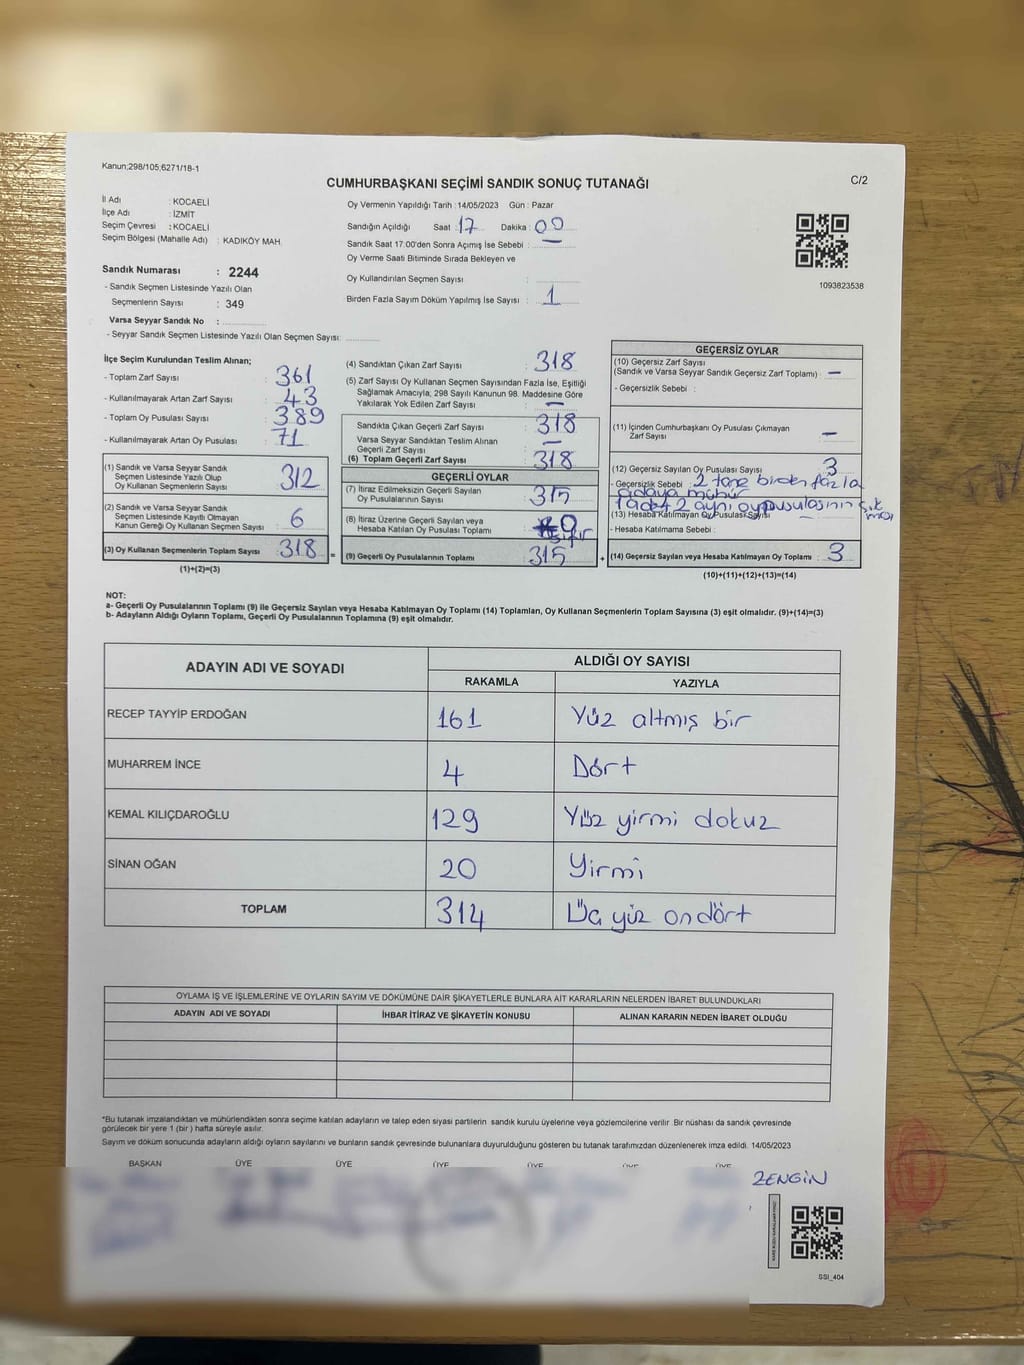 Kanun;298/105;6271/18-1
CUMHURBAŞKANI SEÇİMİ SANDIK SONUÇ TUTANAĞI
C/2
İl Adı : KOCAELİ
İlçe Adı : İZMİT
Seçim Çevresi : KOCAELİ
Seçim Bölgesi (Mahalle Adı) : KADIKÖY MAH.
Oy Vermenin Yapıldığı Tarih : 14/05/2023 Gün : Pazar
Sandığın Açıldığı Saat : 17 Dakika : 00
Sandık Saat 17:00'den Sonra Açımış İse Sebebi : —
Oy Verme Saati Bitiminde Sırada Bekleyen ve
Oy Kullandırılan Seçmen Sayısı :
Birden Fazla Sayım Döküm Yapılmış İse Sayısı : 1
1093823538
Sandık Numarası : 2244
- Sandık Seçmen Listesinde Yazılı Olan
Seçmenlerin Sayısı : 349
Varsa Seyyar Sandık No :
- Seyyar Sandık Seçmen Listesinde Yazılı Olan Seçmen Sayısı:
İlçe Seçim Kurulundan Teslim Alınan;
- Toplam Zarf Sayısı : 361
- Kullanılmayarak Artan Zarf Sayısı : 43
- Toplam Oy Pusulası Sayısı : 389
- Kullanılmayarak Artan Oy Pusulası : 71
(1) Sandık ve Varsa Seyyar Sandık
Seçmen Listesinde Yazılı Olup
Oy Kullanan Seçmenlerin Sayısı : 312
(2) Sandık ve Varsa Seyyar Sandık
Seçmen Listesinde Kayıtlı Olmayan
Kanun Gereği Oy Kullanan Seçmen Sayısı : 6
(3) Oy Kullanan Seçmenlerin Toplam Sayısı : 318
(1)+(2)=(3)
(4) Sandıktan Çıkan Zarf Sayısı : 318
(5) Zarf Sayısı Oy Kullanan Seçmen Sayısından Fazla İse, Eşitliği
Sağlamak Amacıyla; 298 Sayılı Kanunun 98. Maddesine Göre
Yakılarak Yok Edilen Zarf Sayısı : —
Sandıkta Çıkan Geçerli Zarf Sayısı : 318
Varsa Seyyar Sandıktan Teslim Alınan
Geçerli Zarf Sayısı : —
(6) Toplam Geçerli Zarf Sayısı : 318
GEÇERLİ OYLAR
(7) İtiraz Edilmeksizin Geçerli Sayılan
Oy Pusulalarının Sayısı : 315
(8) İtiraz Üzerine Geçerli Sayılan veya
Hesaba Katılan Oy Pusulası Toplamı : 0
sıfır
= (9) Geçerli Oy Pusulalarının Toplamı : 315 +
GEÇERSİZ OYLAR
(10) Geçersiz Zarf Sayısı
(Sandık ve Varsa Seyyar Sandık Geçersiz Zarf Toplamı) : —
- Geçersizlik Sebebi :
(11) İçinden Cumhurbaşkanı Oy Pusulası Çıkmayan
Zarf Sayısı : —
(12) Geçersiz Sayılan Oy Pusulası Sayısı : 3
- Geçersizlik Sebebi : 2 tane birden fazla
adaya mühür
1 adet 2 ayni oy pusulasının çık
ması
(13) Hesaba Katılmayan Oy Pusulası Sayısı : —
- Hesaba Katılmama Sebebi :
(14) Geçersiz Sayılan veya Hesaba Katılmayan Oy Toplamı : 3
(10)+(11)+(12)+(13)=(14)
NOT:
a- Geçerli Oy Pusulalarının Toplamı (9) ile Geçersiz Sayılan veya Hesaba Katılmayan Oy Toplamı (14) Toplamları, Oy Kullanan Seçmenlerin Toplam Sayısına (3) eşit olmalıdır. (9)+(14)=(3)
b- Adayların Aldığı Oyların Toplamı, Geçerli Oy Pusulalarının Toplamına (9) eşit olmalıdır.
ADAYIN ADI VE SOYADI ALDIĞI OY SAYISI
RAKAMLA YAZIYLA
RECEP TAYYİP ERDOĞAN 161 Yüz altmış bir
MUHARREM İNCE 4 Dört
KEMAL KILIÇDAROĞLU 129 Yüz yirmi dokuz
SİNAN OĞAN 20 Yirmi
TOPLAM 314 Üç yüz ondört
OYLAMA İŞ VE İŞLEMLERİNE VE OYLARIN SAYIM VE DÖKÜMÜNE DAİR ŞİKAYETLERLE BUNLARA AİT KARARLARIN NELERDEN İBARET BULUNDUKLARI
ADAYIN ADI VE SOYADI İHBAR İTİRAZ VE ŞİKAYETİN KONUSU ALINAN KARARIN NEDEN İBARET OLDUĞU
*Bu tutanak imzalandıktan ve mühürlendikten sonra seçime katılan adayların ve talep eden siyasi partilerin sandık kurulu üyelerine veya gözlemcilerine verilir. Bir nüshası da sandık çevresinde
görülecek bir yere 1 (bir) hafta süreyle asılır.
Sayım ve döküm sonucunda adayların aldığı oyların sayılarını ve bunların sandık çevresinde bulunanlara duyurulduğunu gösteren bu tutanak tarafımızdan düzenlenerek imza edildi. 14/05/2023
BAŞKAN ÜYE ÜYE ÜYE ÜYE ÜYE ÜYE
ZENGİN
SSI_404